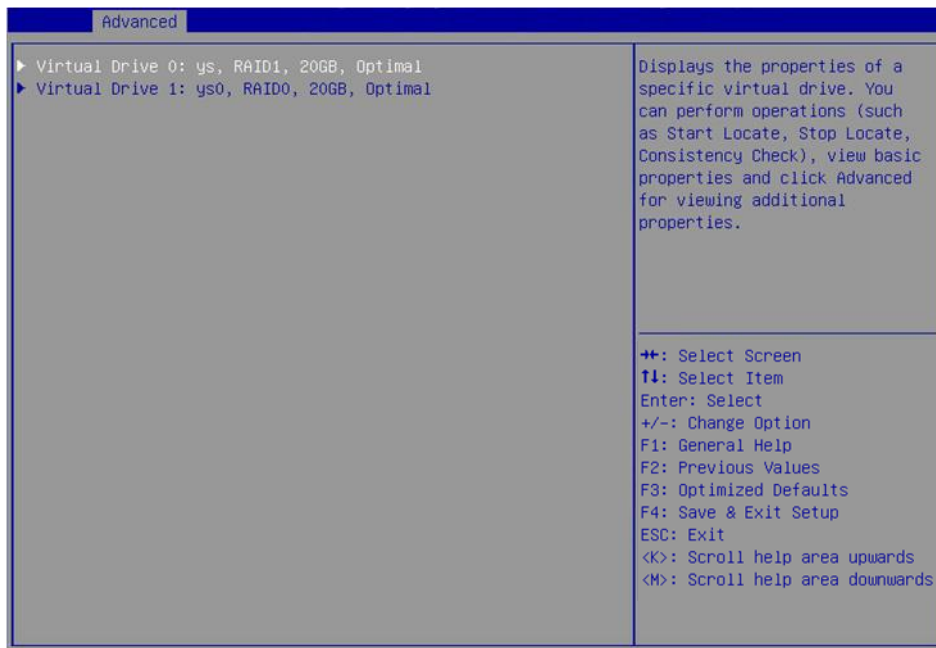 Advanced
Virtual Drive 0: ys, RAID1, 20GB, Optimal
Virtual Drive 1: ys0, RAID0, 20GB, Optimal
Displays the properties of a
specific virtual drive. You
can perform operations (such
as Start Locate, Stop Locate,
Consistency Check), view basic
properties and click Advanced
for viewing additional
properties.
→←: Select Screen
↑↓: Select Item
Enter: Select
+/-: Change Option
F1: General Help
F2: Previous Values
F3: Optimized Defaults
F4: Save & Exit Setup
ESC: Exit
<K>: Scroll help area upwards
<M>: Scroll help area downwards